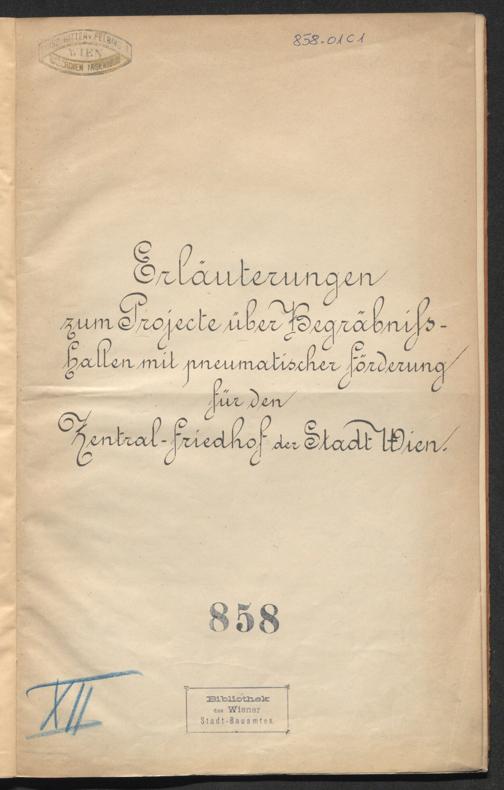 WIEN
858-01C1
Erläuterungen
zum Projecte über Begräbniſs-
hallen mit pneumatischer Förderung
für den
Zentral-Friedhof der Stadt Wien.
858
XII
Bibliothek
des Wiener
Stadt-Bauamtes